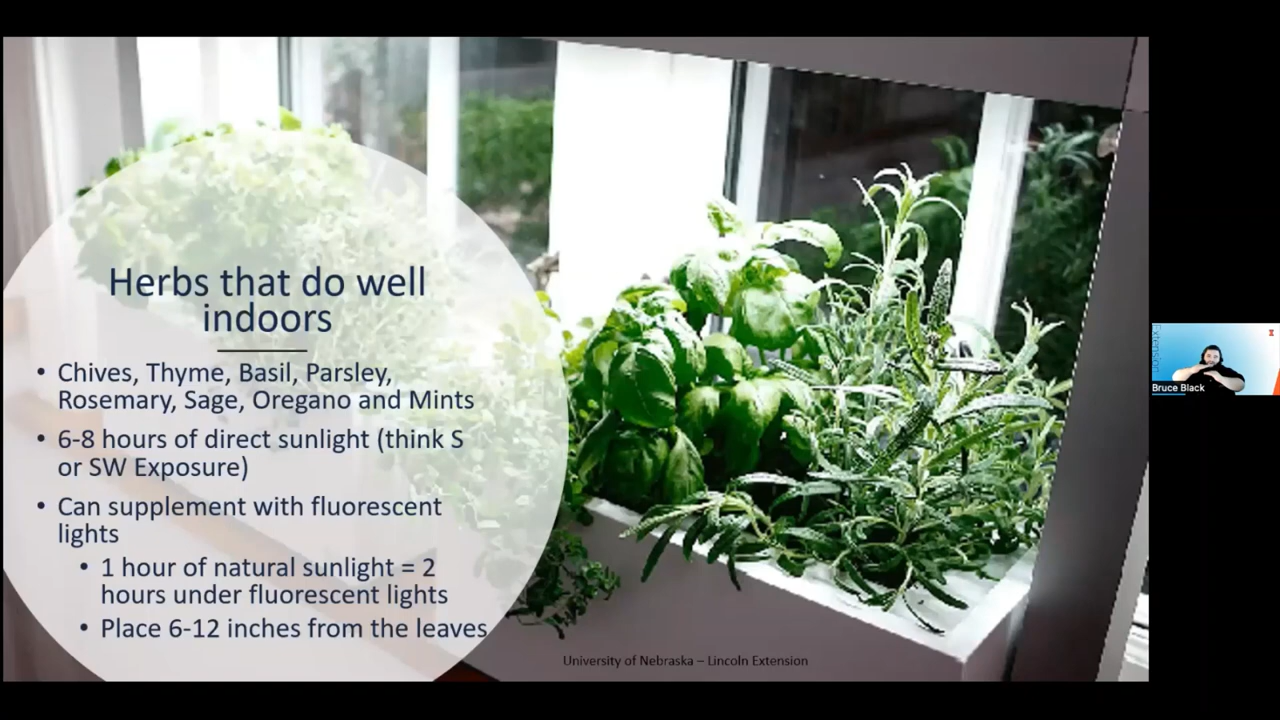 Herbs that do well
indoors
• Chives, Thyme, Basil, Parsley,
Rosemary, Sage, Oregano and Mints
• 6-8 hours of direct sunlight (think S
or SW Exposure)
• Can supplement with fluorescent
lights
• 1 hour of natural sunlight = 2
hours under fluorescent lights
• Place 6-12 inches from the leaves
University of Nebraska – Lincoln Extension
Extension
Bruce Black